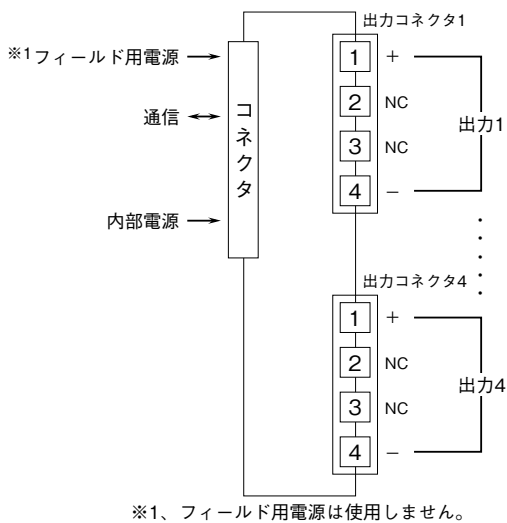 出力コネクタ1
※1フィールド用電源
通信
内部電源
コネクタ
1 +
2 NC
3 NC
4 −
出力1
出力コネクタ4
1 +
2 NC
3 NC
4 −
出力4
※1、フィールド用電源は使用しません。